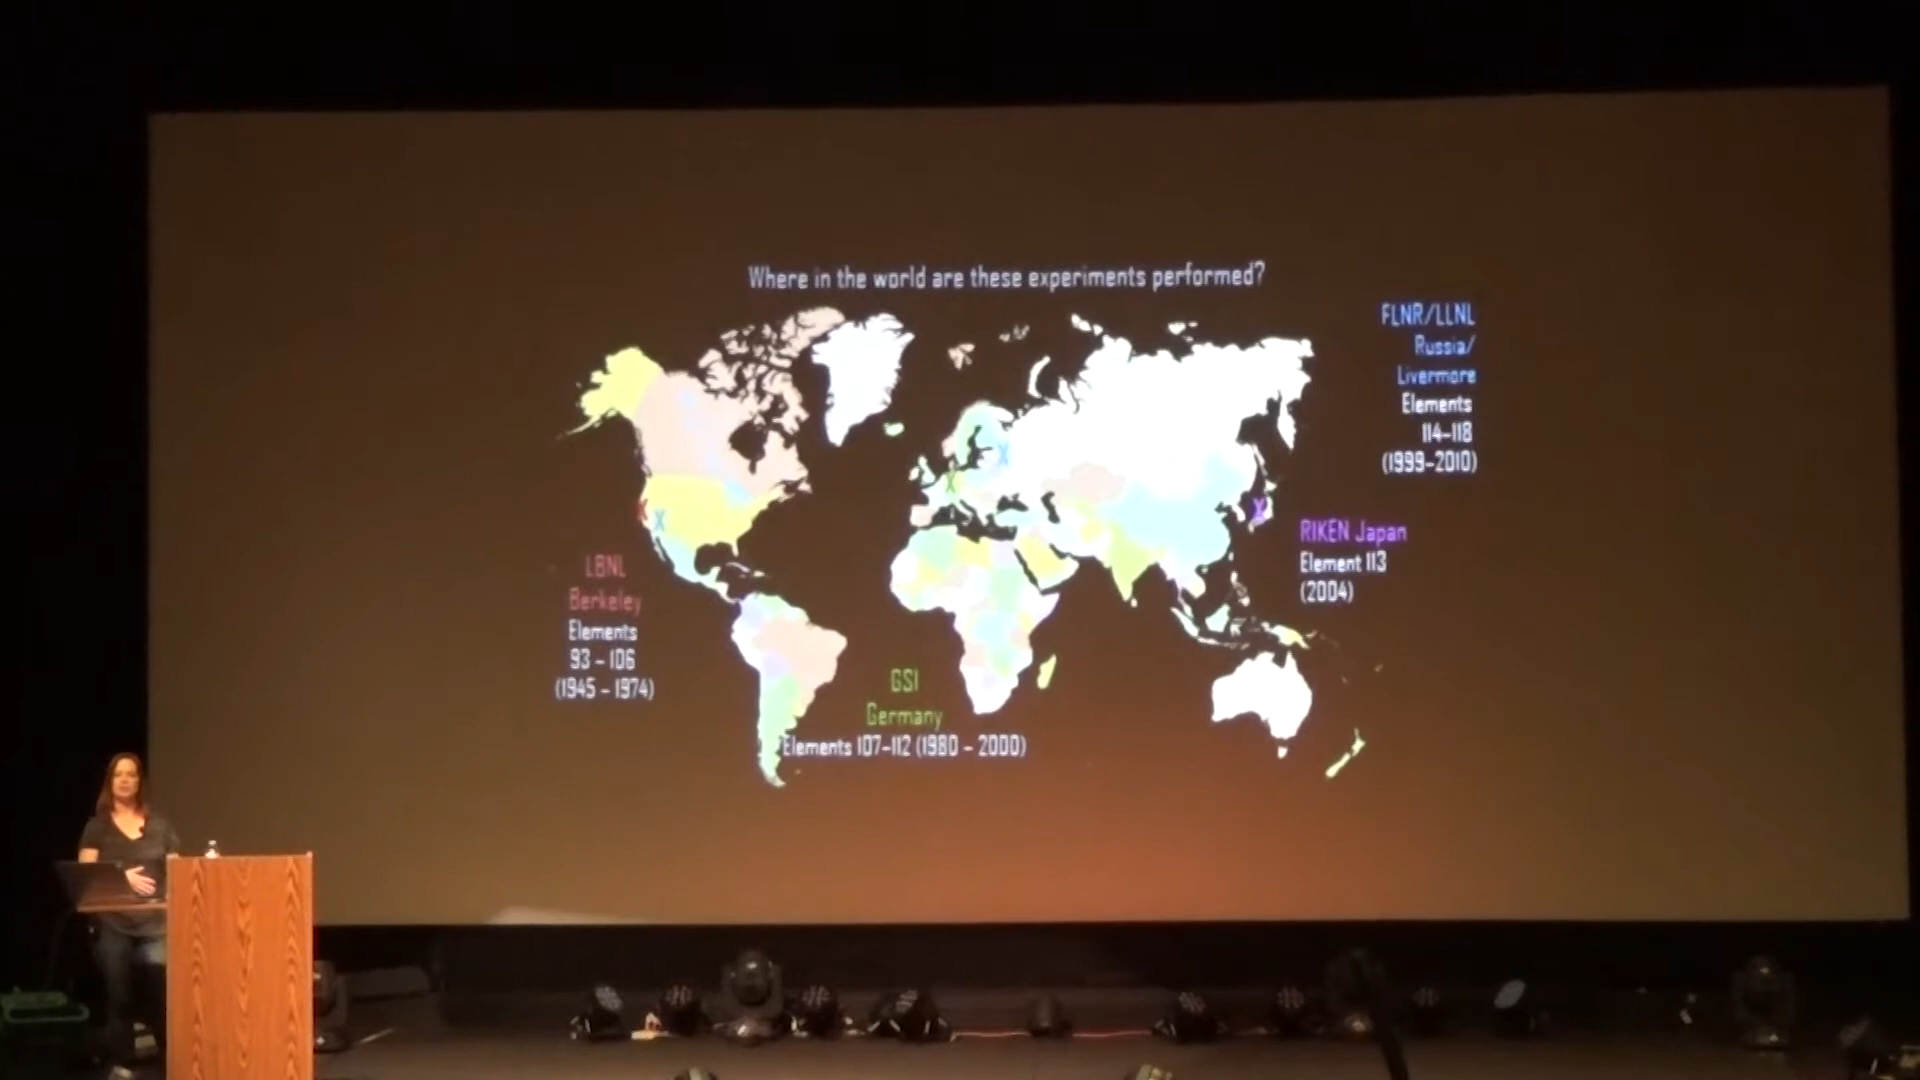 Where in the world are these experiments performed?
FLNR/LLNL
Russia/
Livermore
Elements
114-118
(1999-2010)
X
X
X
X
X
RIKEN Japan
Element 113
(2004)
LBNL
Berkeley
Elements
93 - 106
(1945 - 1974)
GSI
Germany
Elements 107-112 (1980 - 2000)